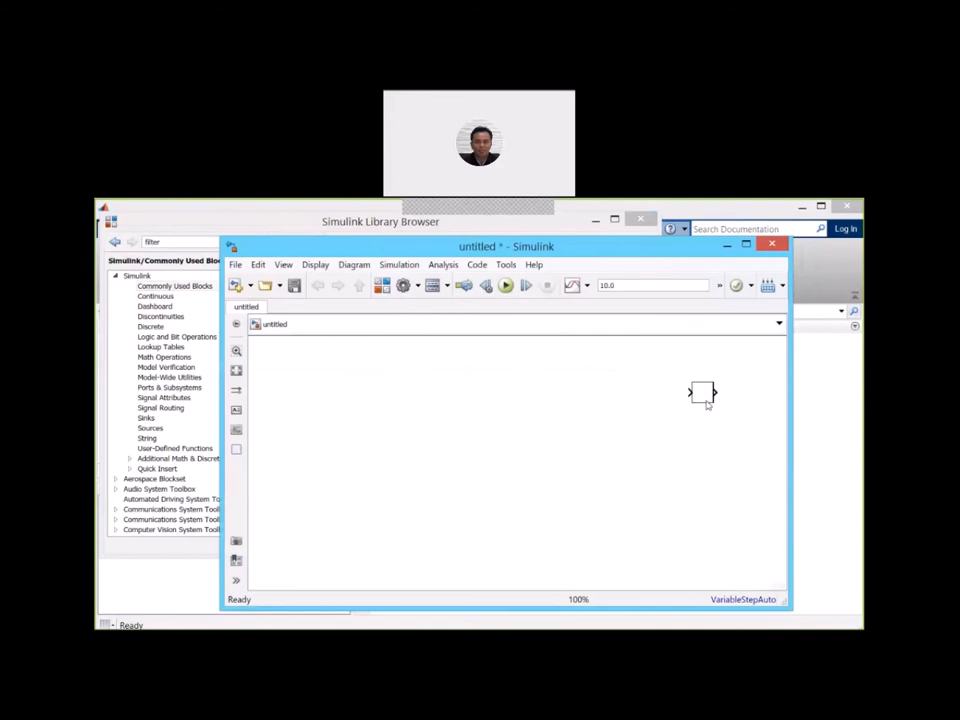 Simulink Library Browser
Search Documentation
Log In
filter
Simulink/Commonly Used Bloc
Simulink
Commonly Used Blocks
Continuous
Dashboard
Discontinuities
Discrete
Logic and Bit Operations
Lookup Tables
Math Operations
Model Verification
Model-Wide Utilities
Ports & Subsystems
Signal Attributes
Signal Routing
Sinks
Sources
String
User-Defined Functions
Additional Math & Discret
Quick Insert
Aerospace Blockset
Audio System Toolbox
Automated Driving System To
Communications System Tool
Communications System Toolb
Computer Vision System Tool
untitled * - Simulink
File Edit View Display Diagram Simulation Analysis Code Tools Help
10.0
untitled
untitled
Ready 100% VariableStepAuto
Ready